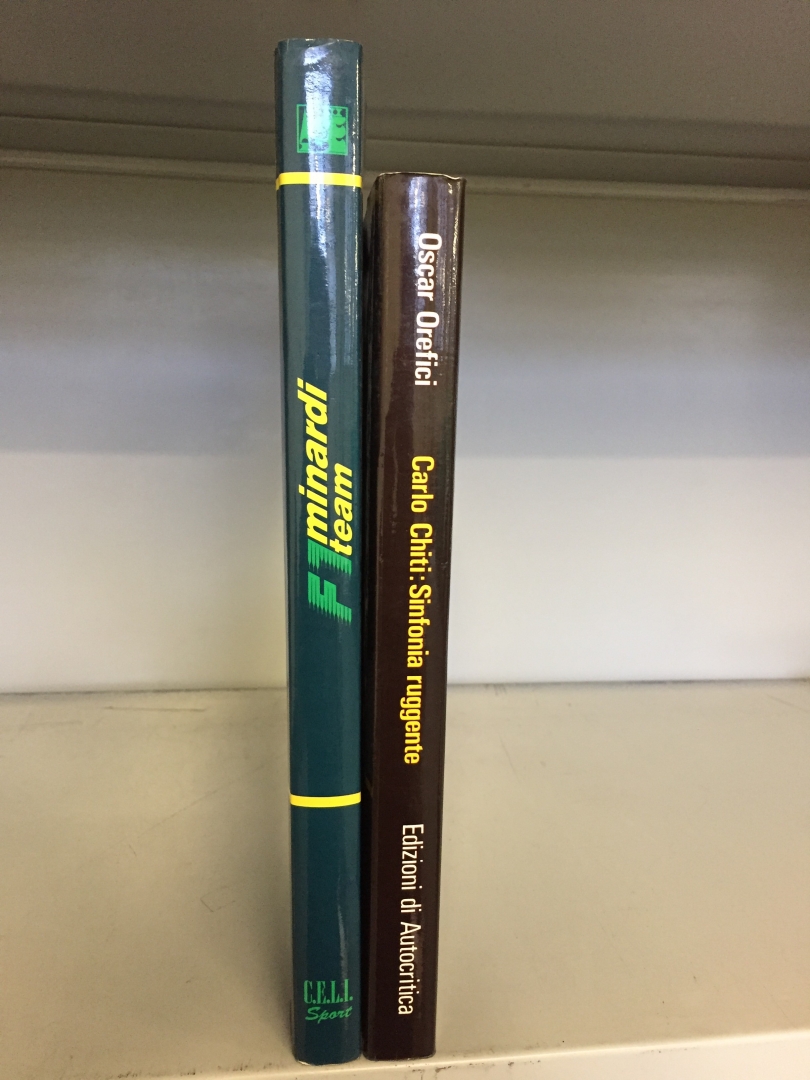 F1 minardi
team
C.E.L.I.
Sport
Oscar Orefici
Carlo Chiti: Sinfonia ruggente
Edizioni di Autocritica